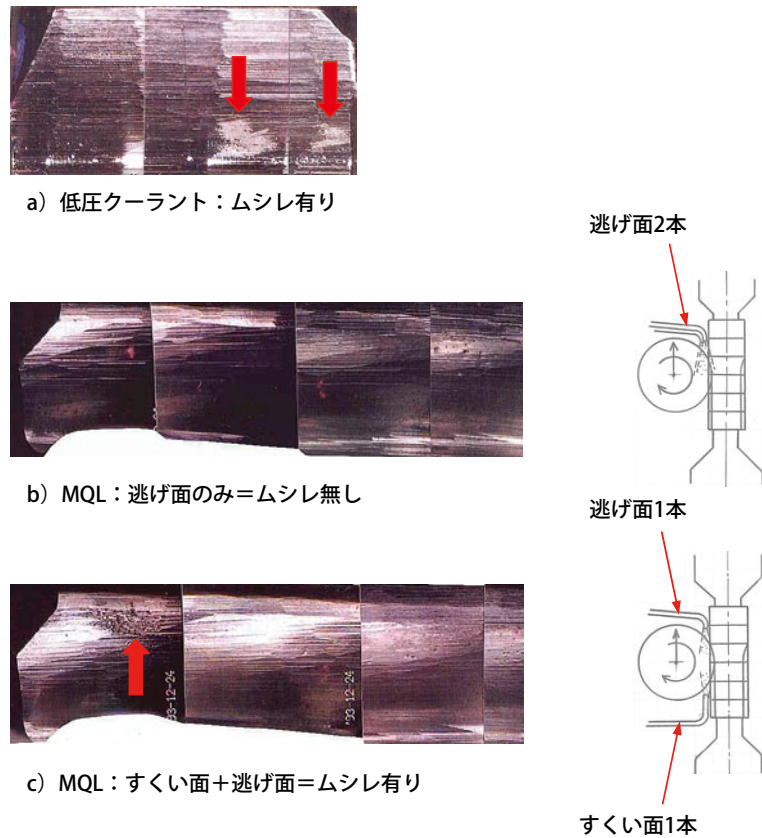 a）低圧クーラント：ムシレ有り
逃げ面2本
b）MQL：逃げ面のみ＝ムシレ無し
逃げ面1本
'93-12-24
'93-12-24
c）MQL：すくい面＋逃げ面＝ムシレ有り
すくい面1本